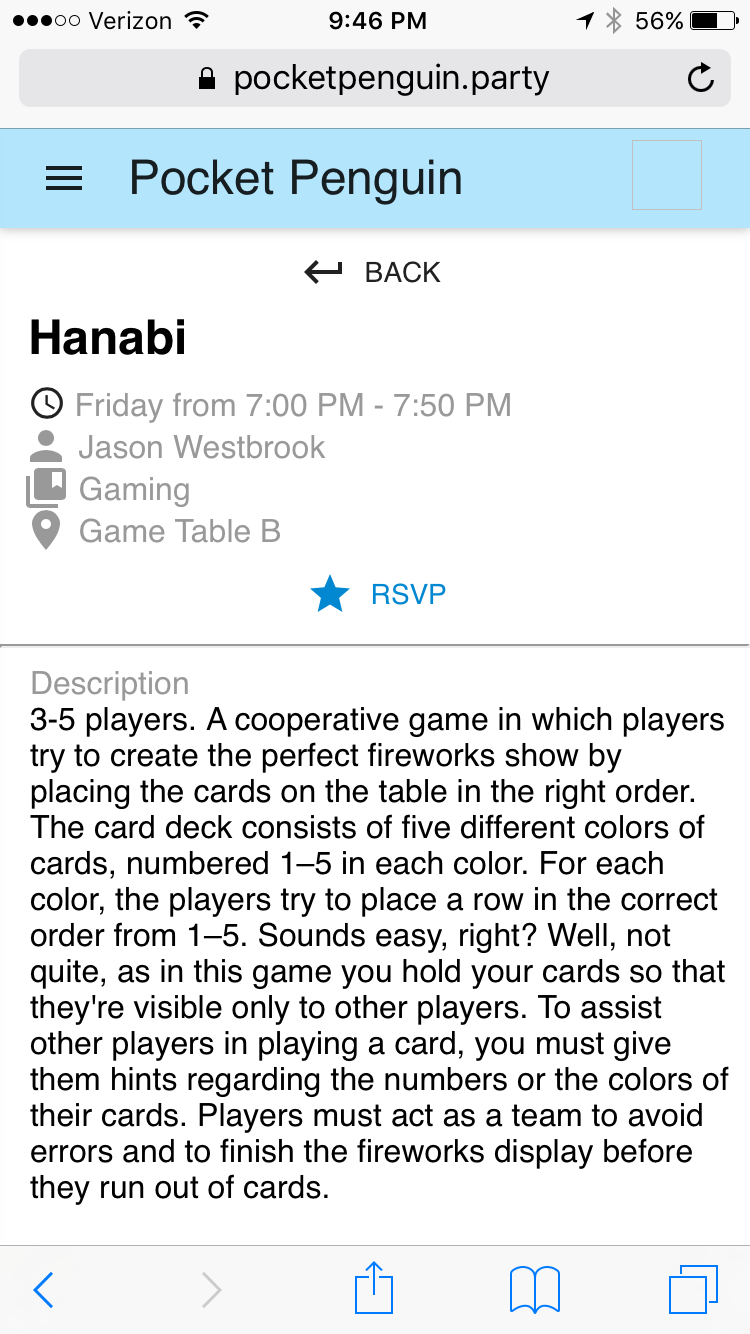 Verizon 9:46 PM 56%
pocketpenguin.party
Pocket Penguin
BACK
Hanabi
Friday from 7:00 PM - 7:50 PM
Jason Westbrook
Gaming
Game Table B
RSVP
Description
3-5 players. A cooperative game in which players
try to create the perfect fireworks show by
placing the cards on the table in the right order.
The card deck consists of five different colors of
cards, numbered 1–5 in each color. For each
color, the players try to place a row in the correct
order from 1–5. Sounds easy, right? Well, not
quite, as in this game you hold your cards so that
they're visible only to other players. To assist
other players in playing a card, you must give
them hints regarding the numbers or the colors of
their cards. Players must act as a team to avoid
errors and to finish the fireworks display before
they run out of cards.